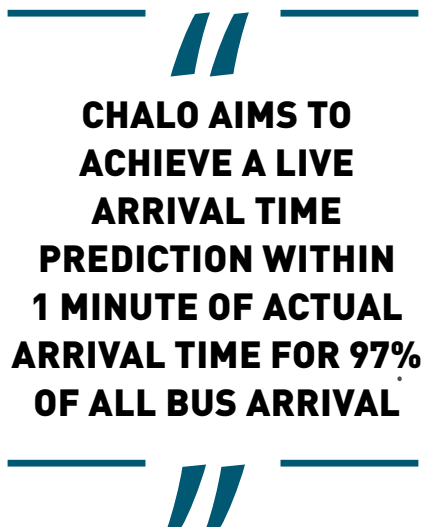 CHALO AIMS TO
ACHIEVE A LIVE
ARRIVAL TIME
PREDICTION WITHIN
1 MINUTE OF ACTUAL
ARRIVAL TIME FOR 97%
OF ALL BUS ARRIVAL